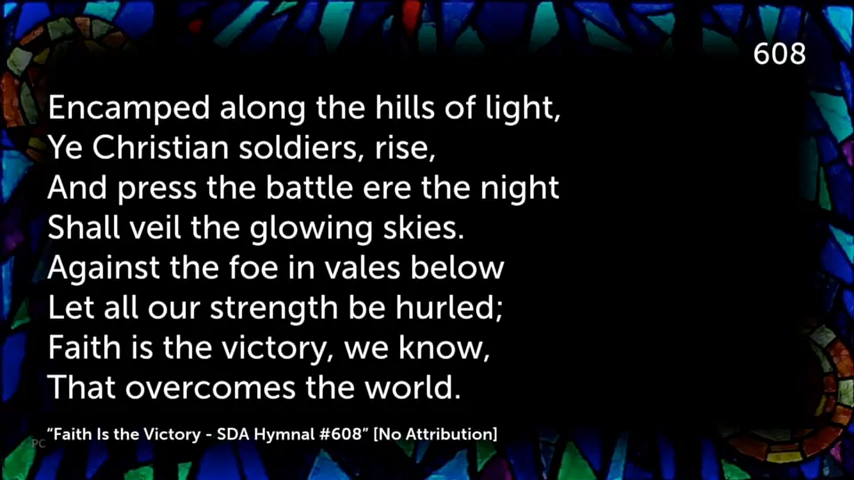 608
Encamped along the hills of light,
Ye Christian soldiers, rise,
And press the battle ere the night
Shall veil the glowing skies.
Against the foe in vales below
Let all our strength be hurled;
Faith is the victory, we know,
That overcomes the world.
“Faith Is the Victory - SDA Hymnal #608” [No Attribution]
PC